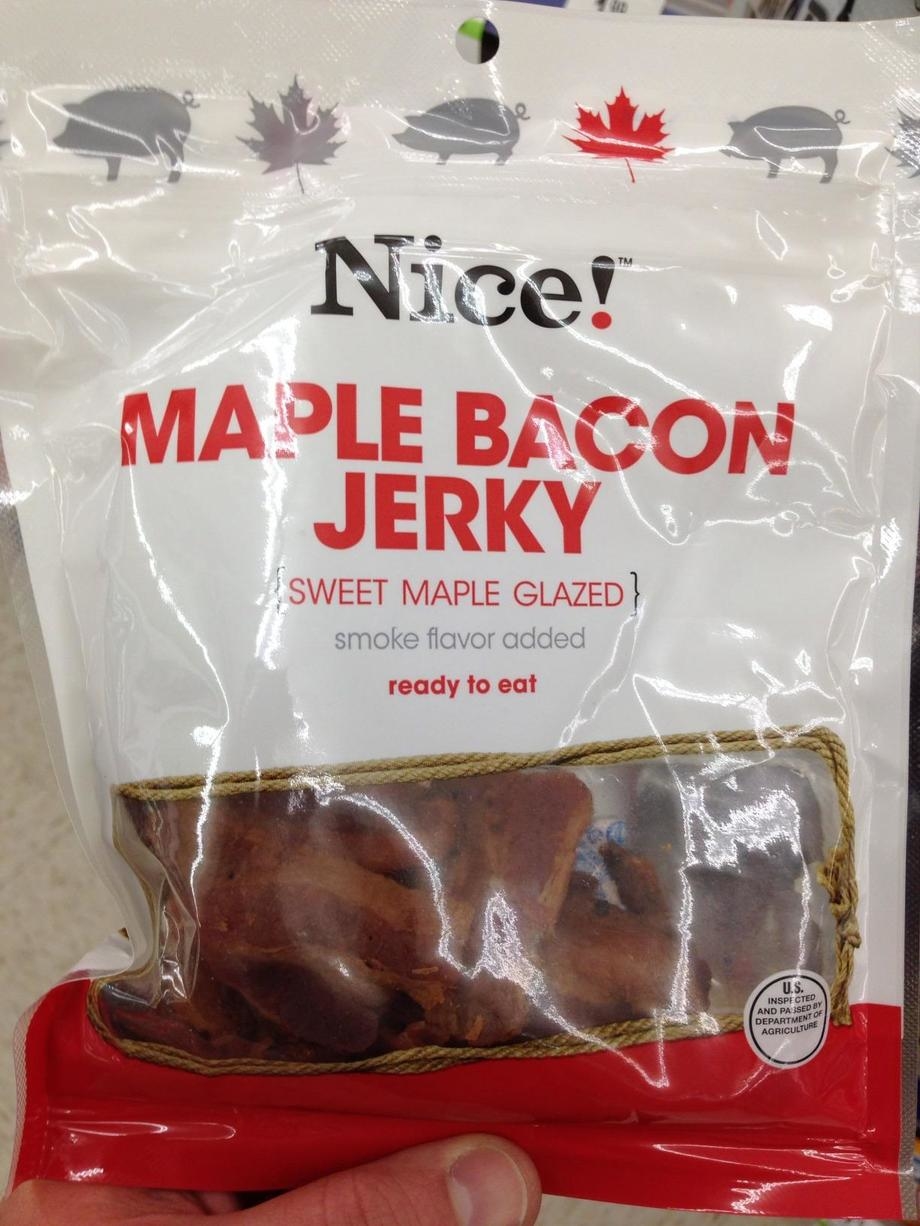 Nice!™
MAPLE BACON
JERKY
{SWEET MAPLE GLAZED}
smoke flavor added
ready to eat
U.S.
INSPECTED
AND PASSED BY
DEPARTMENT OF
AGRICULTURE